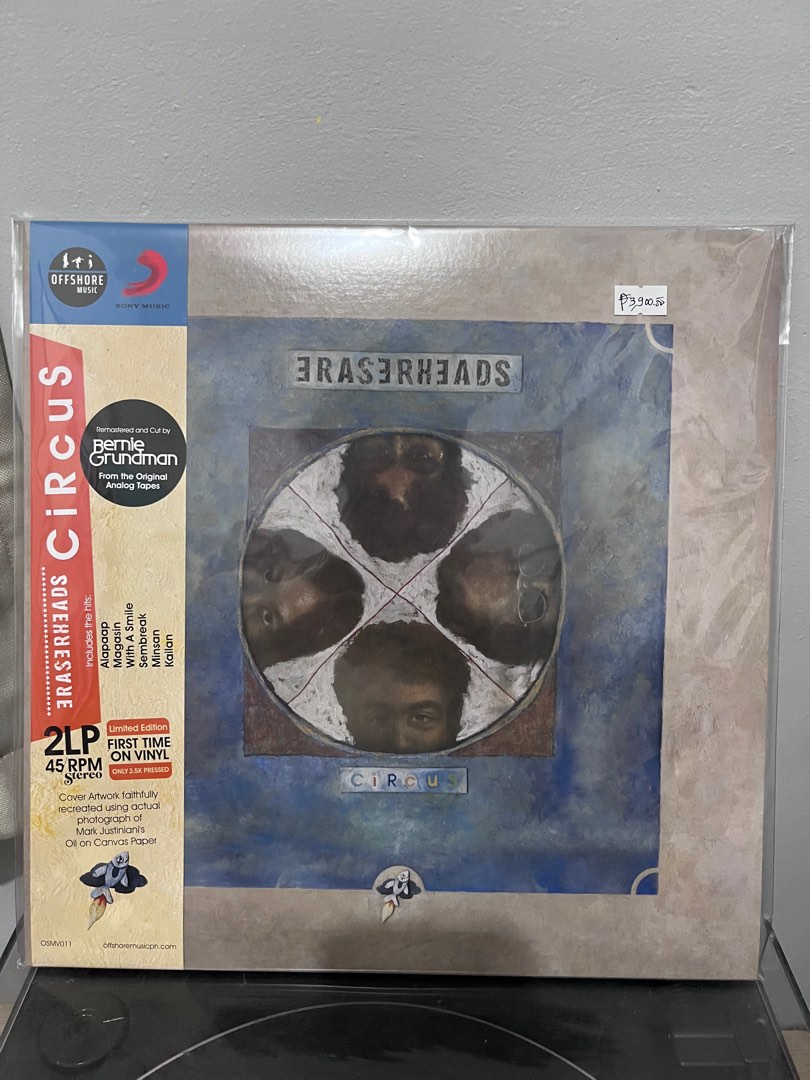 OFFSHORE
MUSIC
SONY MUSIC
₱3,900.00
ERASERHEADS
CiRcuS
ERASERHEADS CiRcuS
Remastered and Cut by
Bernie
Grundman
From the Original
Analog Tapes
Includes the hits:
Alapaap
Magasin
With A Smile
Sembreak
Minsan
Kailan
2LP
45 RPM
Stereo
Limited Edition
FIRST TIME
ON VINYL
ONLY 3.5K PRESSED
Cover Artwork faithfully
recreated using actual
photograph of
Mark Justiniani's
Oil on Canvas Paper
OSMV011
offshoremusicph.com